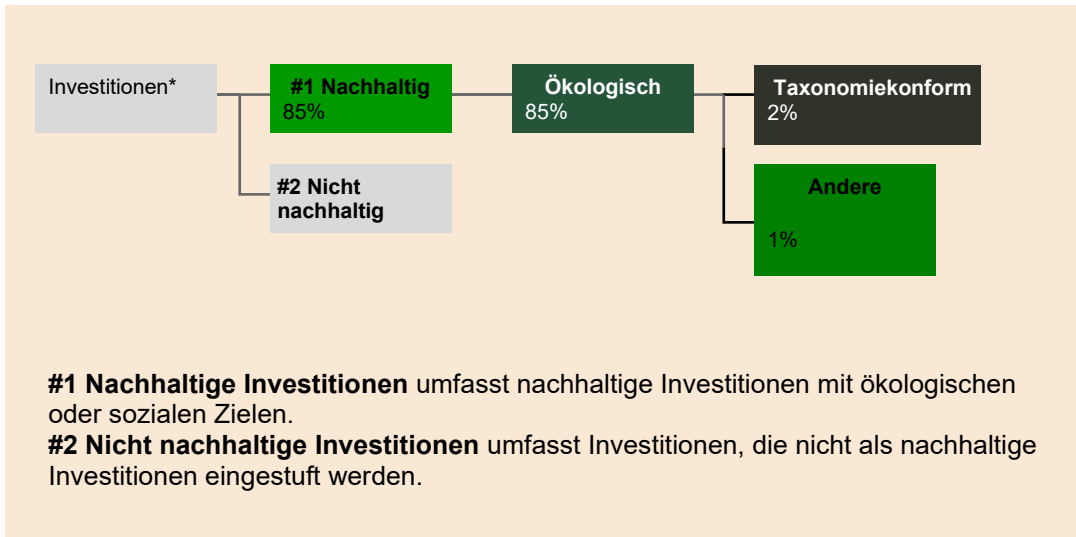 Investitionen*
#1 Nachhaltig
85%
Ökologisch
85%
Taxonomiekonform
2%
#2 Nicht
nachhaltig
Andere
1%
#1 Nachhaltige Investitionen umfasst nachhaltige Investitionen mit ökologischen
oder sozialen Zielen.
#2 Nicht nachhaltige Investitionen umfasst Investitionen, die nicht als nachhaltige
Investitionen eingestuft werden.